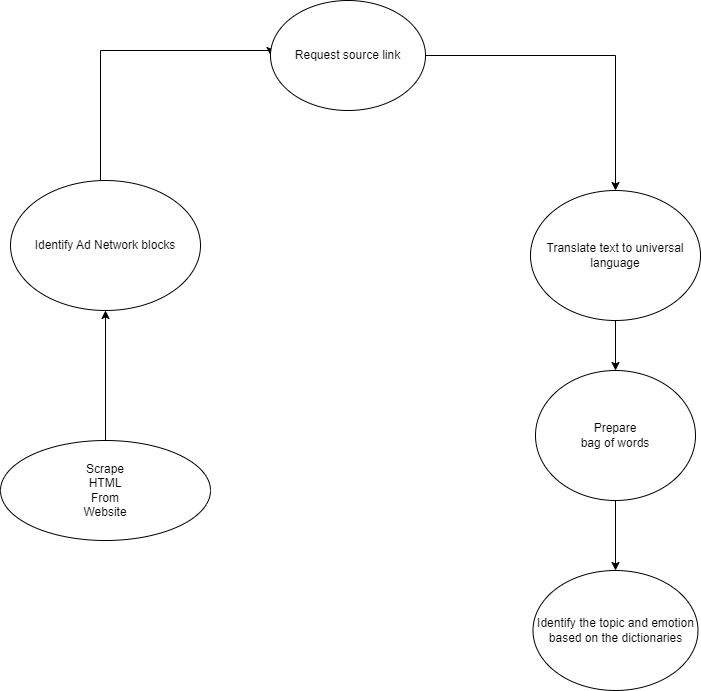 Request source link
Identify Ad Network blocks
Translate text to universal
language
Prepare
bag of words
Scrape
HTML
From
Website
Identify the topic and emotion
based on the dictionaries